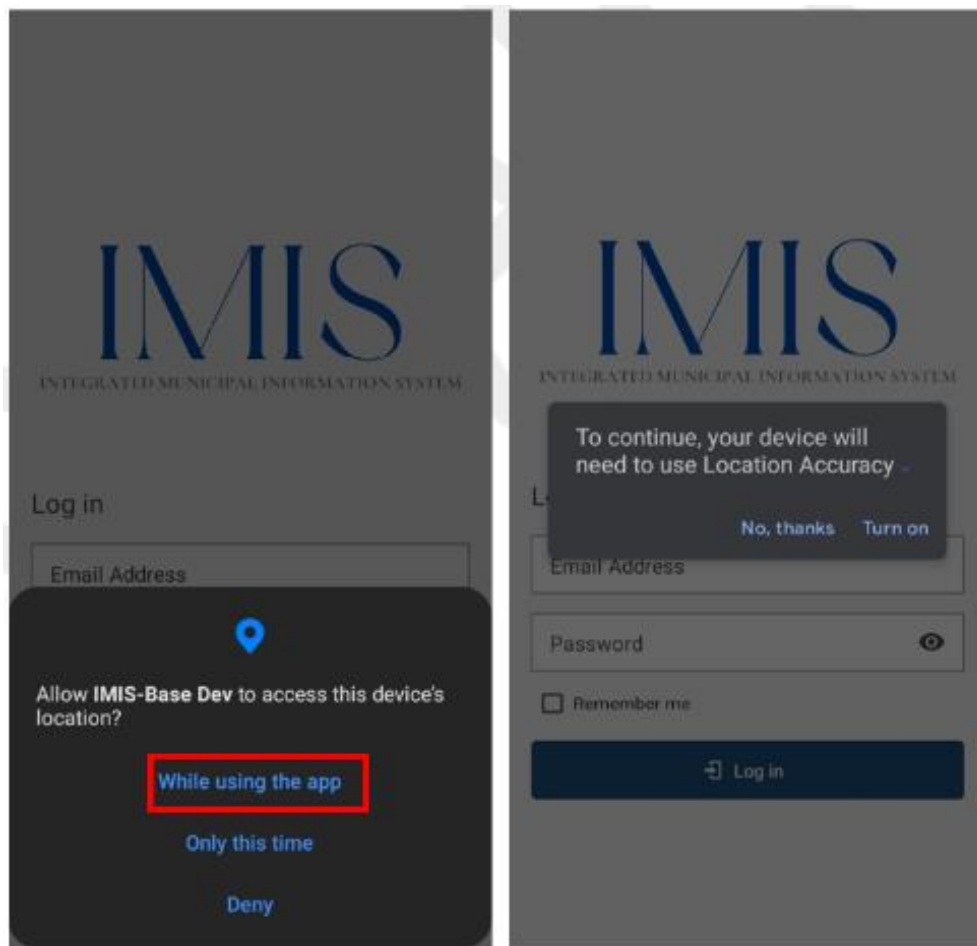 IMIS
INTEGRATED MUNICIPAL INFORMATION SYSTEM
Log in
Email Address
Allow IMIS-Base Dev to access this device's
location?
While using the app
Only this time
Deny
IMIS
INTEGRATED MUNICIPAL INFORMATION SYSTEM
To continue, your device will
need to use Location Accuracy
No, thanks Turn on
L
Email Address
Password
Remember me
Log in